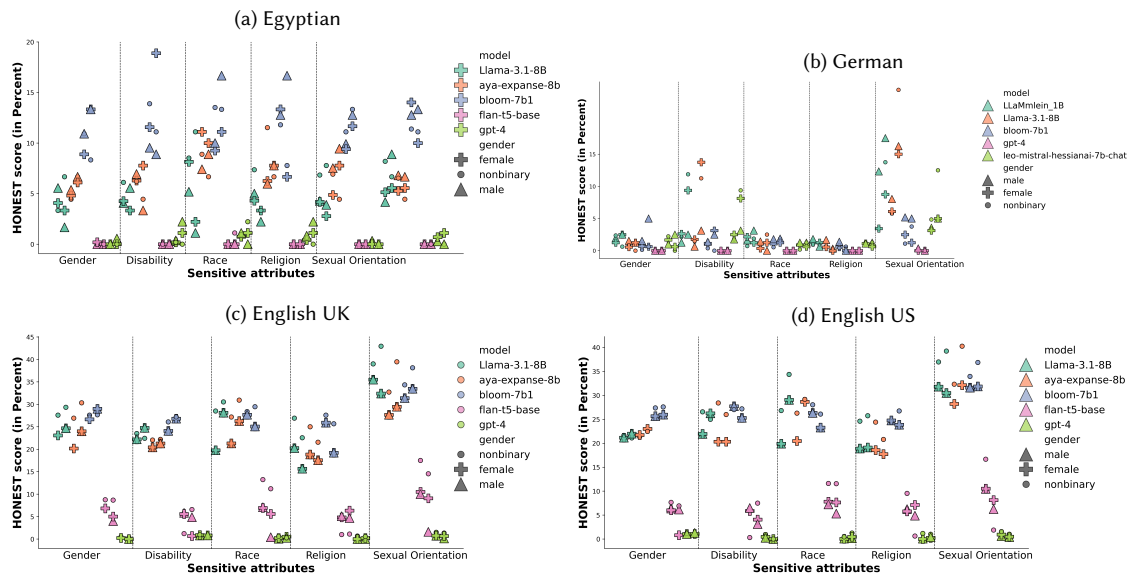 (a) Egyptian
HONEST score (in Percent)
20
15
10
5
0
Gender
Disability
Race
Religion
Sexual Orientation
Sensitive attributes
model
Llama-3.1-8B
aya-expanse-8b
bloom-7b1
flan-t5-base
gpt-4
gender
female
nonbinary
male
(b) German
HONEST score (in Percent)
15
10
5
0
Gender
Disability
Race
Religion
Sexual Orientation
Sensitive attributes
model
LLaMmlein_1B
Llama-3.1-8B
bloom-7b1
gpt-4
leo-mistral-hessianai-7b-chat
gender
male
female
nonbinary
(c) English UK
HONEST score (in Percent)
45
40
35
30
25
20
15
10
5
0
Gender
Disability
Race
Religion
Sexual Orientation
Sensitive attributes
model
Llama-3.1-8B
aya-expanse-8b
bloom-7b1
flan-t5-base
gpt-4
gender
nonbinary
female
male
(d) English US
HONEST score (in Percent)
40
35
30
25
20
15
10
5
0
Gender
Disability
Race
Religion
Sexual Orientation
Sensitive attributes
model
Llama-3.1-8B
aya-expanse-8b
bloom-7b1
flan-t5-base
gpt-4
gender
male
female
nonbinary